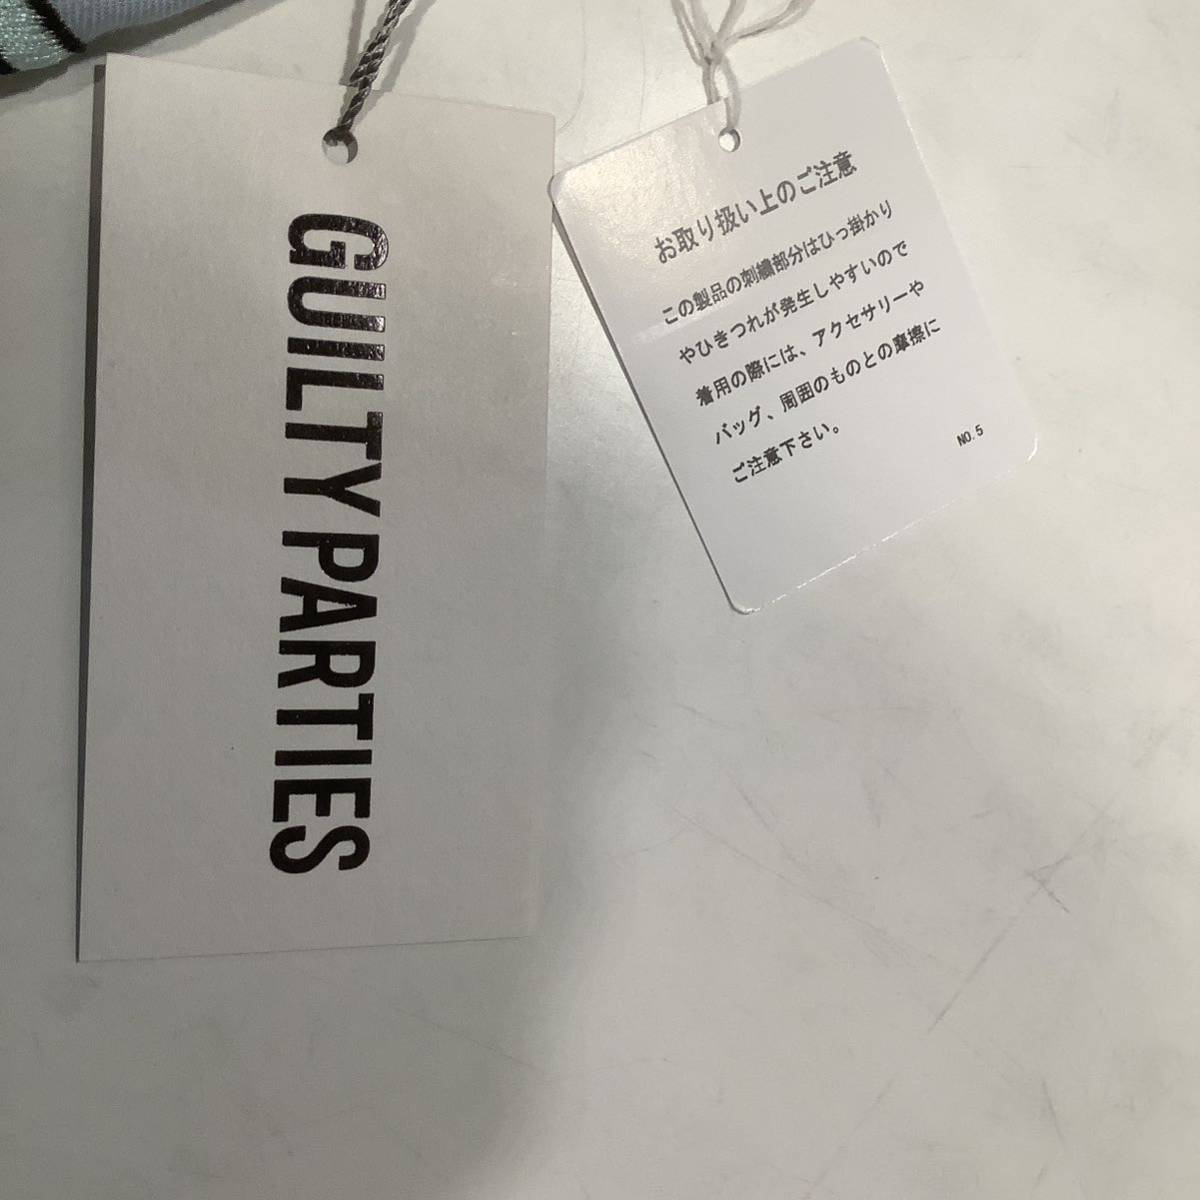 GUILTY PARTIES
お取り扱い上のご注意
この製品の刺繍部分はひっ掛かり
やひきつれが発生しやすいので
着用の際には、アクセサリーや
バッグ、周囲のものとの摩擦に
ご注意下さい。
NO.5